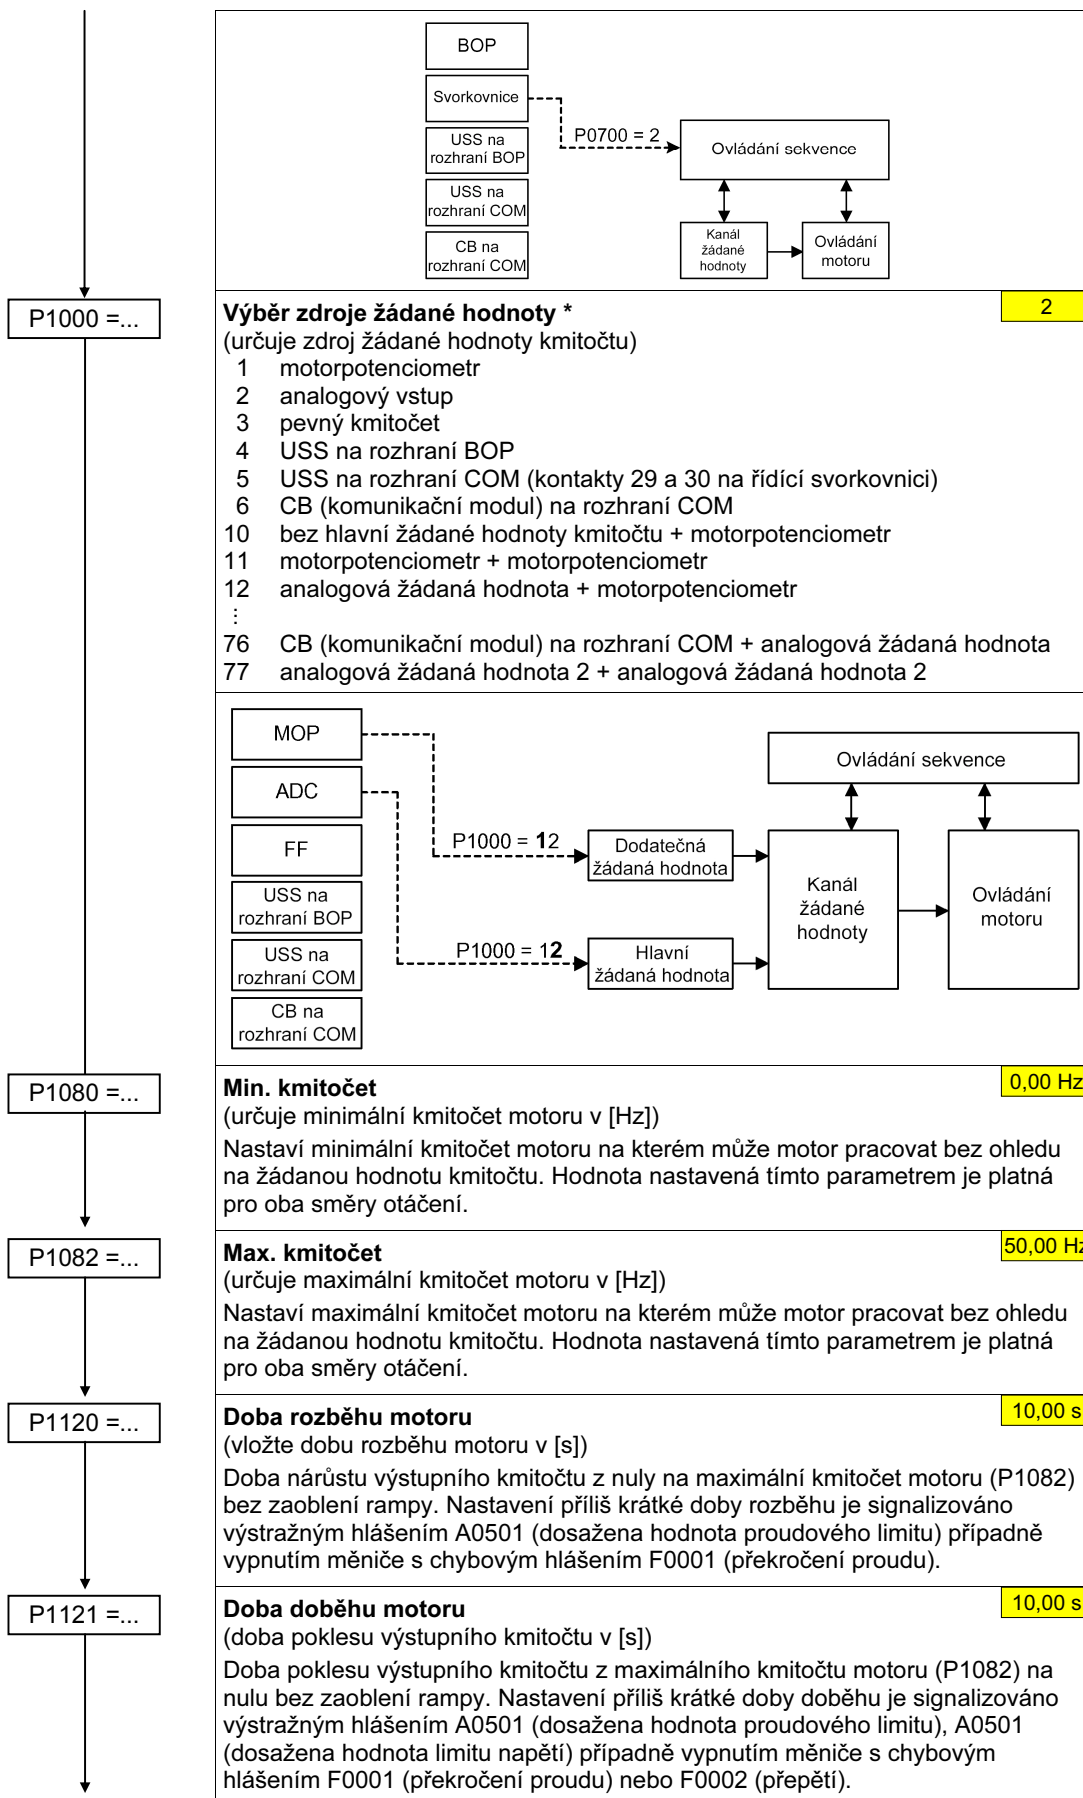 BOP
Svorkovnice
USS na
rozhraní BOP
USS na
rozhraní COM
CB na
rozhraní COM
P0700 = 2
Ovládání sekvence
Kanál
žádané
hodnoty
Ovládání
motoru
P1000 =...
Výběr zdroje žádané hodnoty *
2
(určuje zdroj žádané hodnoty kmitočtu)
1 motorpotenciometr
2 analogový vstup
3 pevný kmitočet
4 USS na rozhraní BOP
5 USS na rozhraní COM (kontakty 29 a 30 na řídící svorkovnici)
6 CB (komunikační modul) na rozhraní COM
10 bez hlavní žádané hodnoty kmitočtu + motorpotenciometr
11 motorpotenciometr + motorpotenciometr
12 analogová žádaná hodnota + motorpotenciometr
⋮
76 CB (komunikační modul) na rozhraní COM + analogová žádaná hodnota
77 analogová žádaná hodnota 2 + analogová žádaná hodnota 2
MOP
ADC
FF
USS na
rozhraní BOP
USS na
rozhraní COM
CB na
rozhraní COM
P1000 = 12
P1000 = 12
Dodatečná
žádaná hodnota
Hlavní
žádaná hodnota
Ovládání sekvence
Kanál
žádané
hodnoty
Ovládání
motoru
P1080 =...
Min. kmitočet
0,00 Hz
(určuje minimální kmitočet motoru v [Hz])
Nastaví minimální kmitočet motoru na kterém může motor pracovat bez ohledu
na žádanou hodnotu kmitočtu. Hodnota nastavená tímto parametrem je platná
pro oba směry otáčení.
P1082 =...
Max. kmitočet
50,00 Hz
(určuje maximální kmitočet motoru v [Hz])
Nastaví maximální kmitočet motoru na kterém může motor pracovat bez ohledu
na žádanou hodnotu kmitočtu. Hodnota nastavená tímto parametrem je platná
pro oba směry otáčení.
P1120 =...
Doba rozběhu motoru
10,00 s
(vložte dobu rozběhu motoru v [s])
Doba nárůstu výstupního kmitočtu z nuly na maximální kmitočet motoru (P1082)
bez zaoblení rampy. Nastavení příliš krátké doby rozběhu je signalizováno
výstražným hlášením A0501 (dosažena hodnota proudového limitu) případně
vypnutím měniče s chybovým hlášením F0001 (překročení proudu).
P1121 =...
Doba doběhu motoru
10,00 s
(doba poklesu výstupního kmitočtu v [s])
Doba poklesu výstupního kmitočtu z maximálního kmitočtu motoru (P1082) na
nulu bez zaoblení rampy. Nastavení příliš krátké doby doběhu je signalizováno
výstražným hlášením A0501 (dosažena hodnota proudového limitu), A0501
(dosažena hodnota limitu napětí) případně vypnutím měniče s chybovým
hlášením F0001 (překročení proudu) nebo F0002 (přepětí).